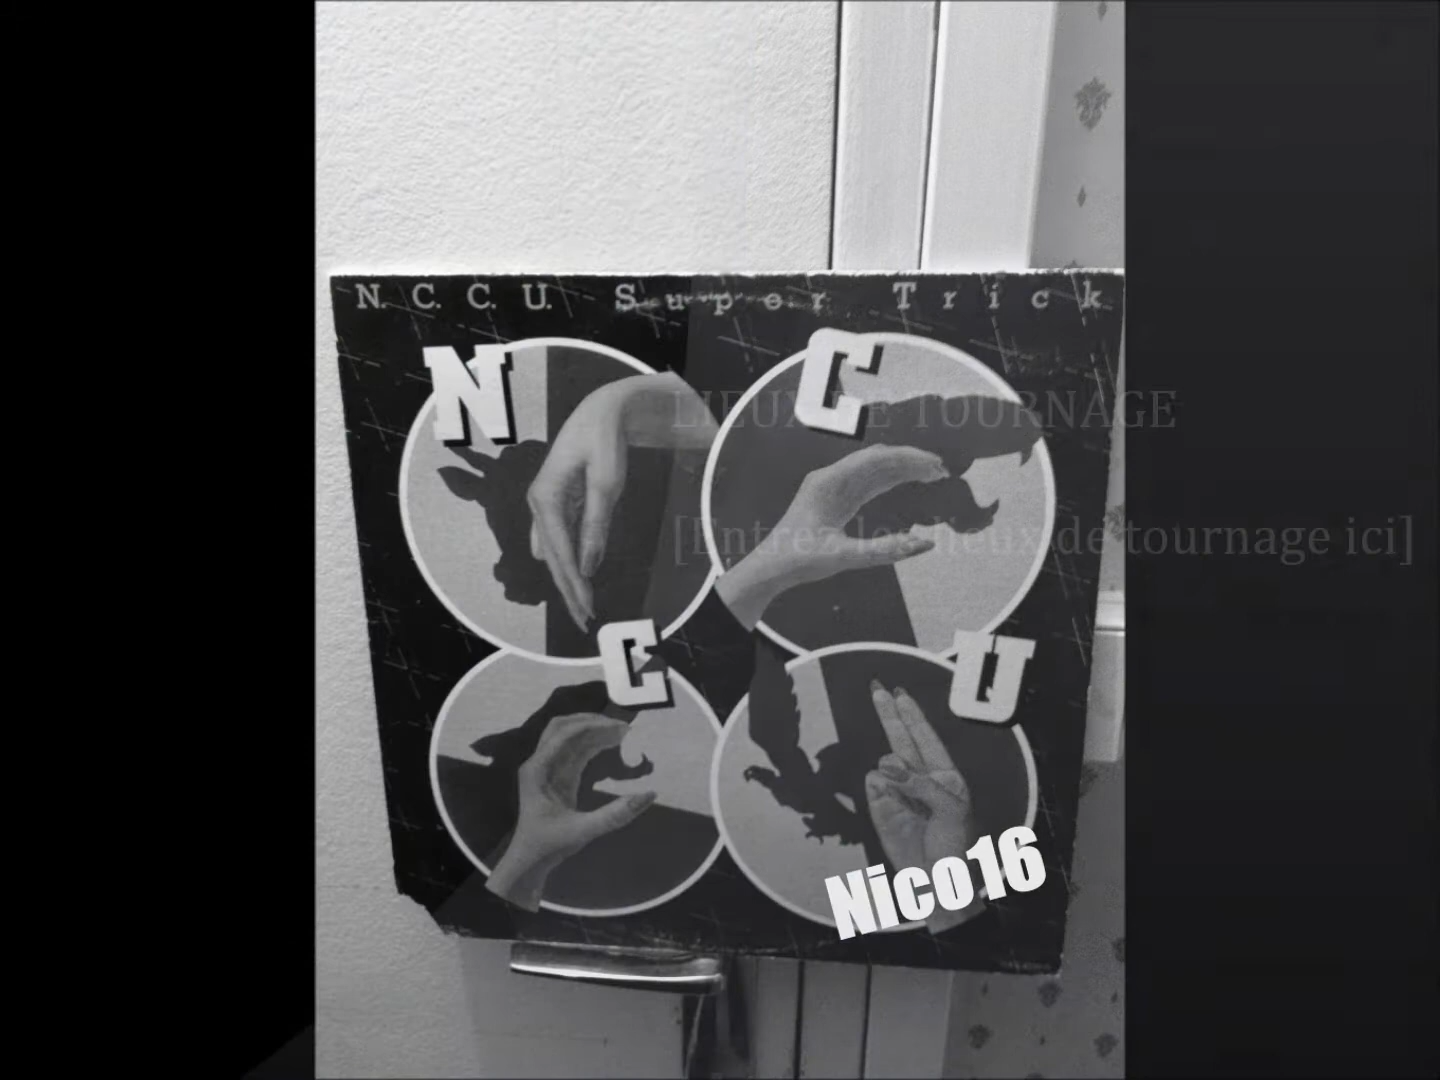 N. C. C. U. Super Trick
N
C
LIEUX DE TOURNAGE
[Entrez les lieux de tournage ici]
C
U
Nico16